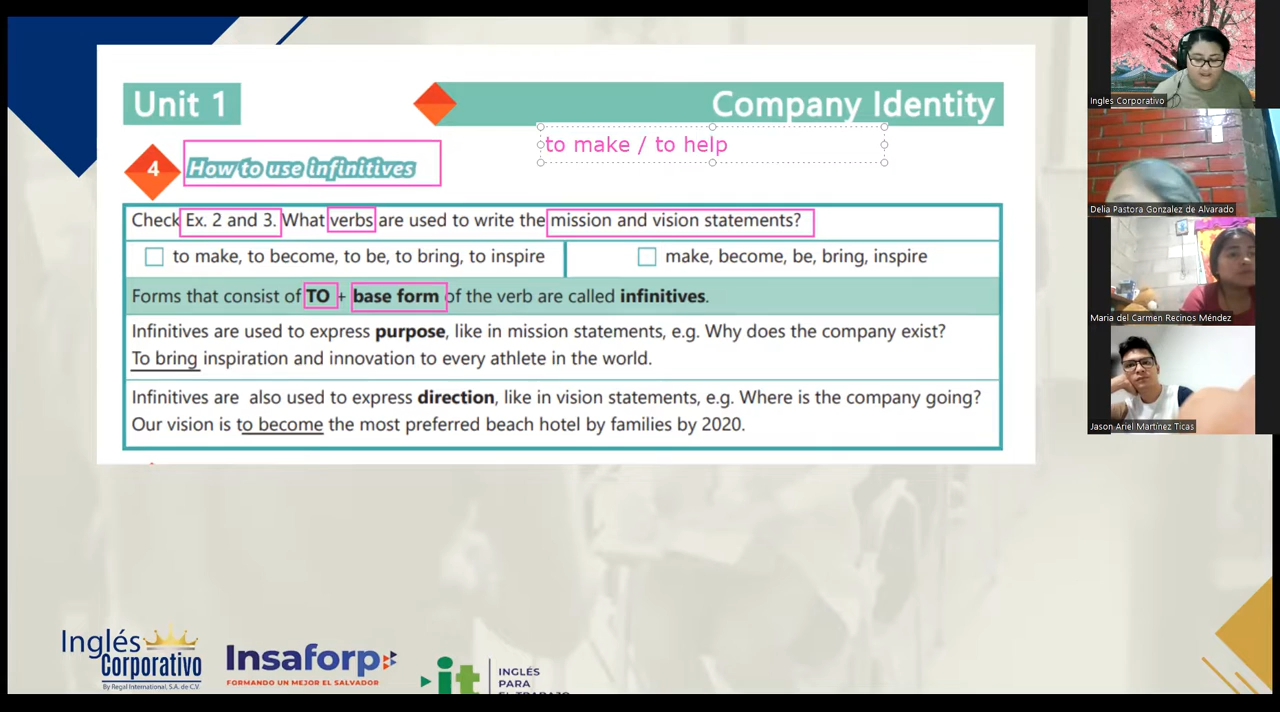 Unit 1
Company Identity
to make / to help
4
How to use infinitives
Check Ex. 2 and 3. What verbs are used to write the mission and vision statements?
to make, to become, to be, to bring, to inspire
make, become, be, bring, inspire
Forms that consist of TO + base form of the verb are called infinitives.
Infinitives are used to express purpose, like in mission statements, e.g. Why does the company exist?
To bring inspiration and innovation to every athlete in the world.
Infinitives are also used to express direction, like in vision statements, e.g. Where is the company going?
Our vision is to become the most preferred beach hotel by families by 2020.
Ingles Corporativo
Delia Pastora Gonzalez de Alvarado
Maria del Carmen Recinos Méndez
Jason Ariel Martínez Ticas
Inglés
Corporativo
By Regal International, S.A. de C.V.
Insaforp
FORMANDO UN MEJOR EL SALVADOR
it
INGLÉS
PARA